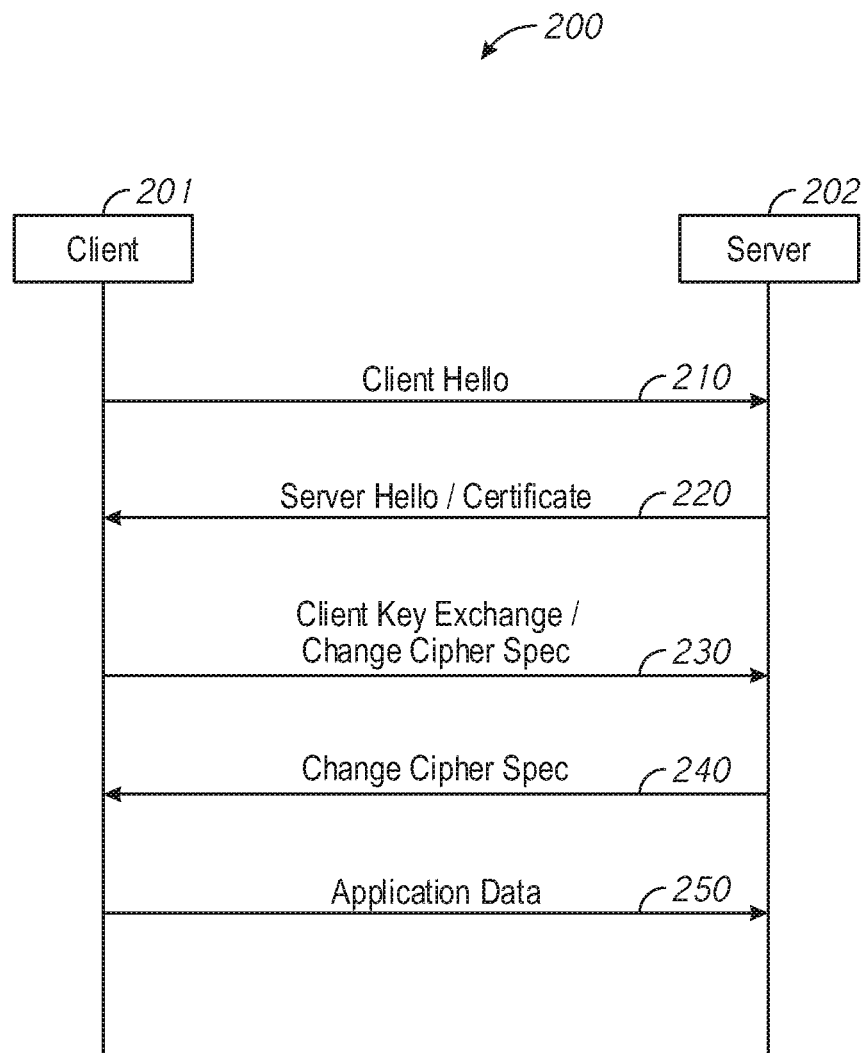 200
201
202
Client
Server
Client Hello
210
Server Hello / Certificate
220
Client Key Exchange /
Change Cipher Spec
230
Change Cipher Spec
240
Application Data
250